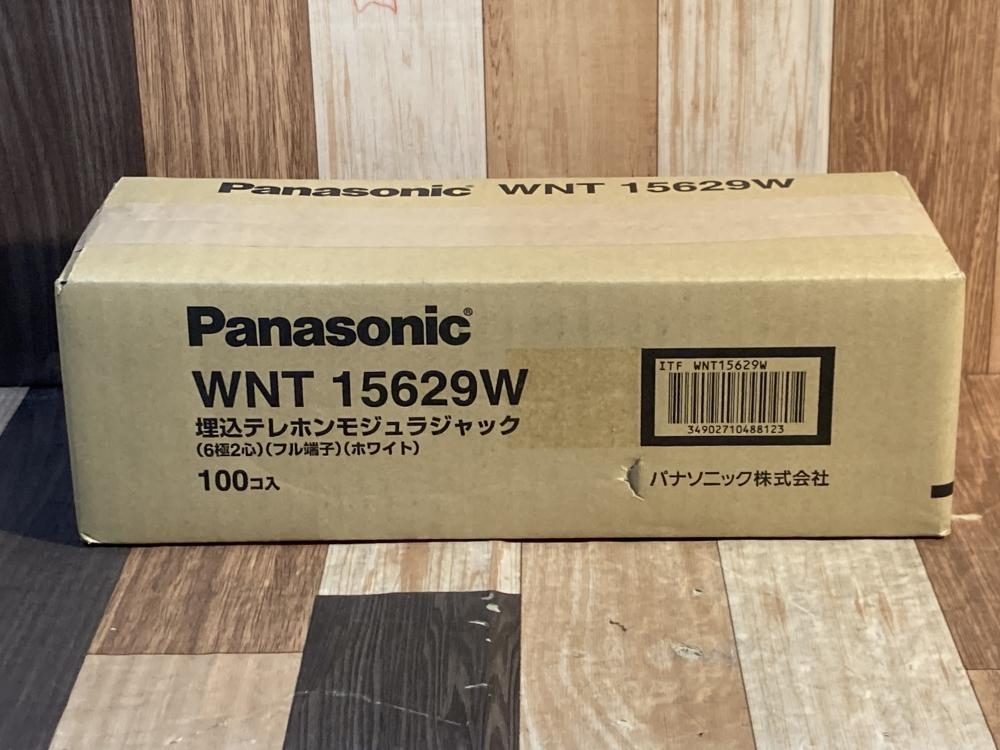 Panasonic WNT 15629W
Panasonic®
WNT 15629W
埋込テレホンモジュラジャック
(6極2心)(フル端子)(ホワイト)
100コ入
ITF WNT15629W
34902710488123
パナソニック株式会社